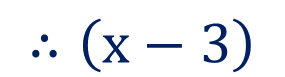 ∴ (x − 3)